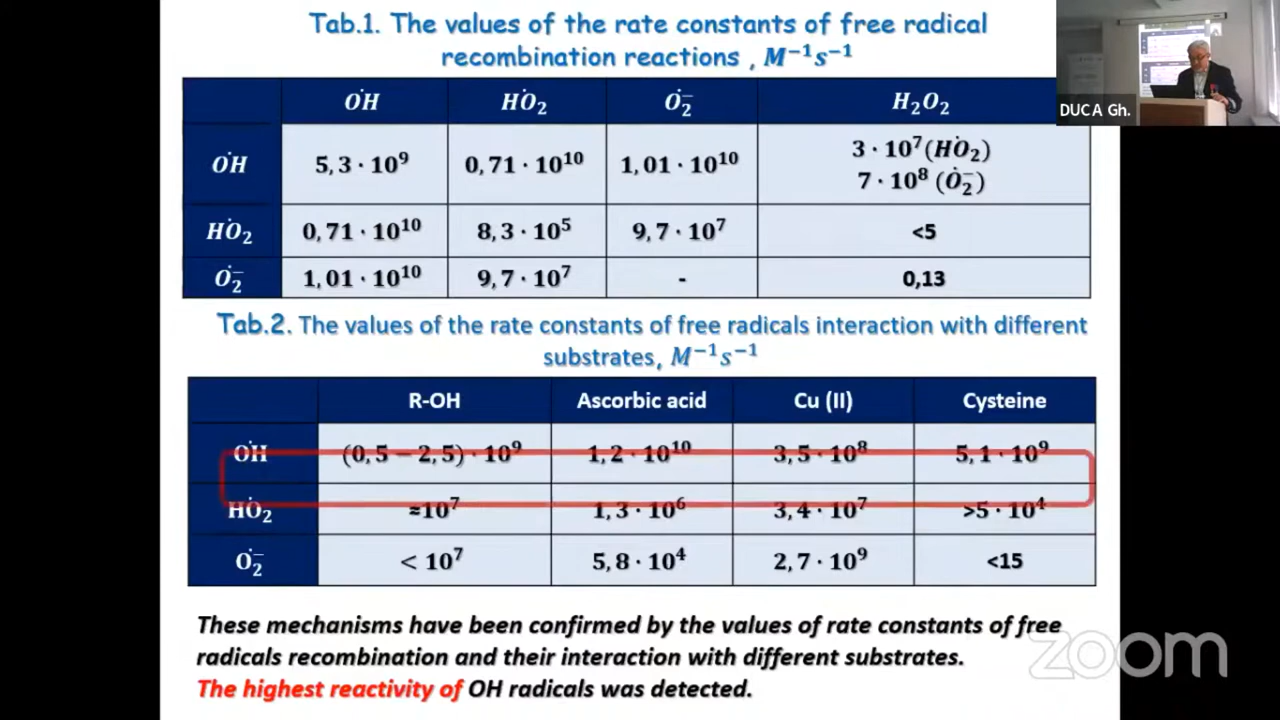 Tab.1. The values of the rate constants of free radical
recombination reactions , M⁻¹s⁻¹
ȮH HȮ₂ Ȯ₂⁻ H₂O₂
ȮH 5,3·10⁹ 0,71·10¹⁰ 1,01·10¹⁰ 3·10⁷(HȮ₂)
7·10⁸ (Ȯ₂⁻)
HȮ₂ 0,71·10¹⁰ 8,3·10⁵ 9,7·10⁷ <5
Ȯ₂⁻ 1,01·10¹⁰ 9,7·10⁷ - 0,13
DUCA Gh.
Tab.2. The values of the rate constants of free radicals interaction with different
substrates, M⁻¹s⁻¹
R-OH Ascorbic acid Cu (II) Cysteine
ȮH (0,5 − 2,5)·10⁹ 1,2·10¹⁰ 3,5·10⁸ 5,1·10⁹
HȮ₂ ≈10⁷ 1,3·10⁶ 3,4·10⁷ >5·10⁴
Ȯ₂⁻ < 10⁷ 5,8·10⁴ 2,7·10⁹ <15
These mechanisms have been confirmed by the values of rate constants of free
radicals recombination and their interaction with different substrates.
The highest reactivity of OH radicals was detected.
zoom